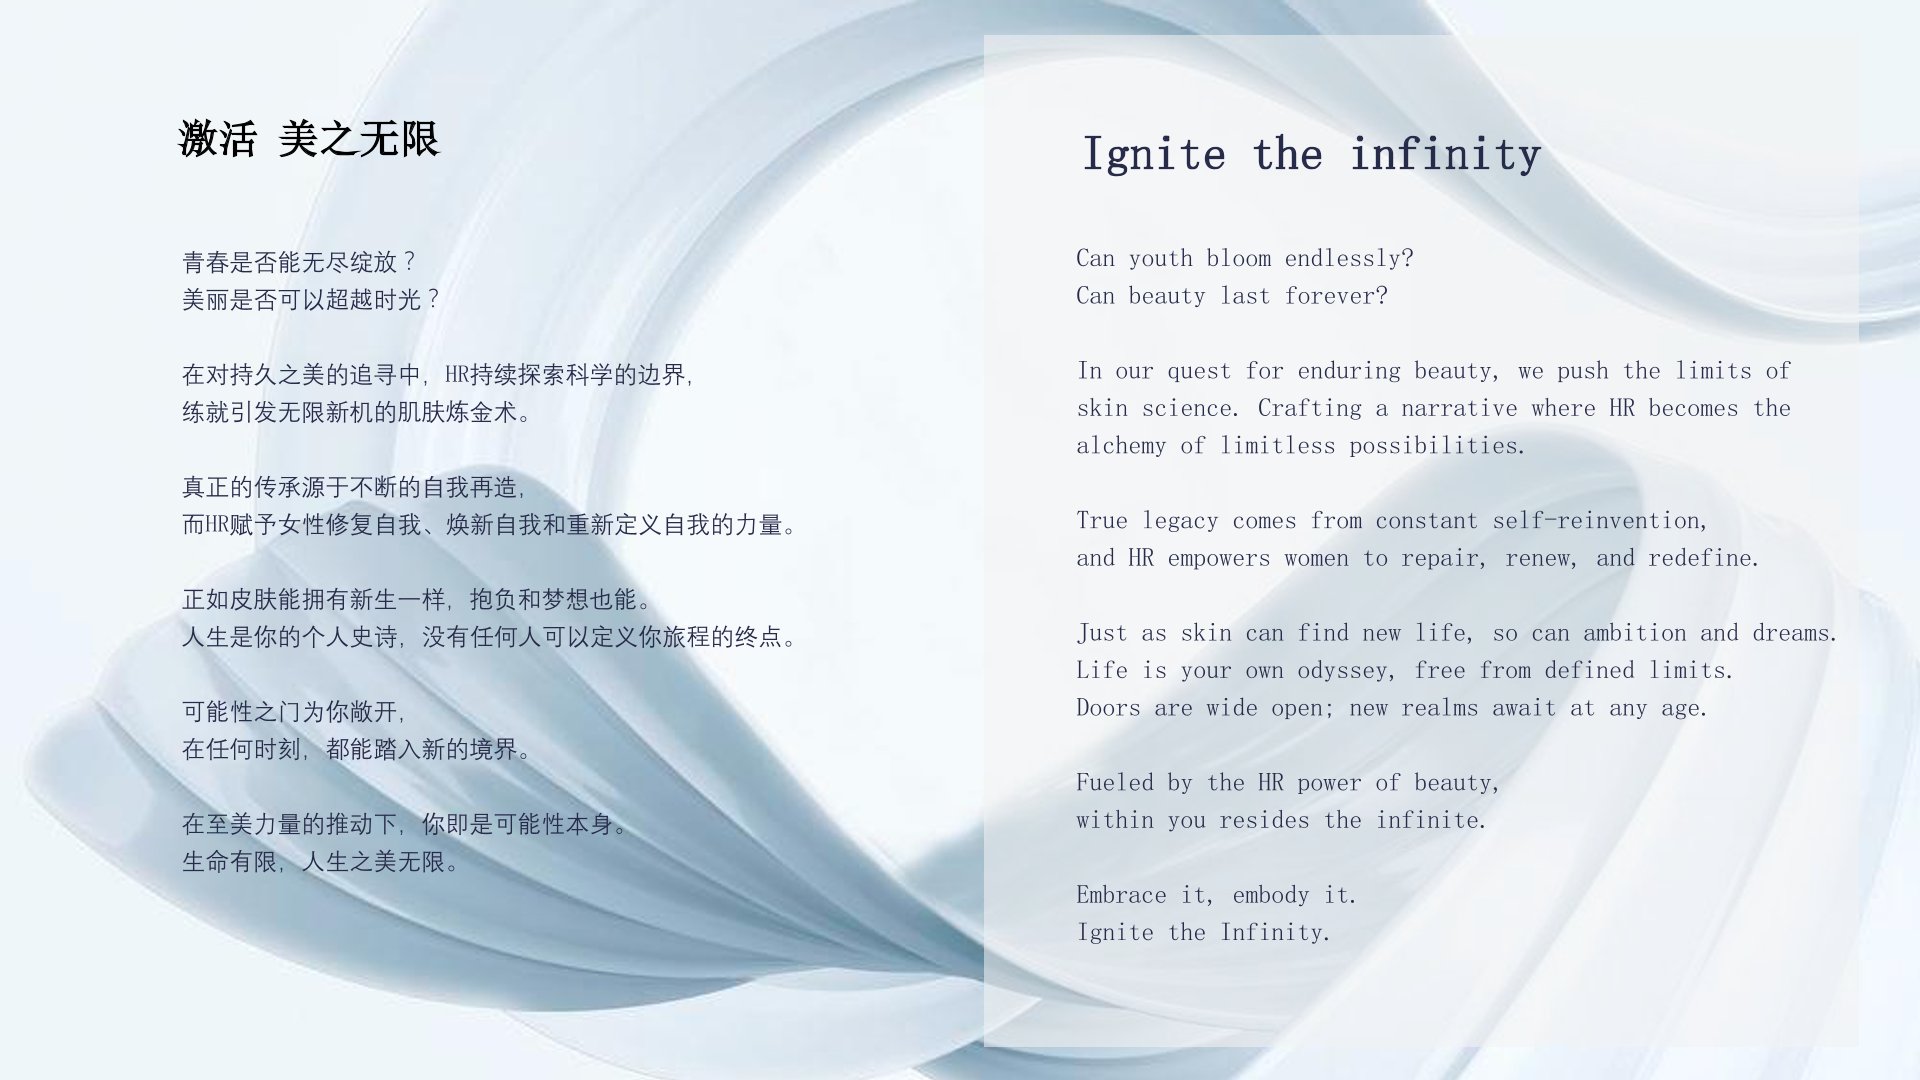 激活 美之无限
青春是否能无尽绽放？
美丽是否可以超越时光？
在对持久之美的追寻中，HR持续探索科学的边界，
练就引发无限新机的肌肤炼金术。
真正的传承源于不断的自我再造，
而HR赋予女性修复自我、焕新自我和重新定义自我的力量。
正如皮肤能拥有新生一样，抱负和梦想也能。
人生是你的个人史诗，没有任何人可以定义你旅程的终点。
可能性之门为你敞开，
在任何时刻，都能踏入新的境界。
在至美力量的推动下，你即是可能性本身。
生命有限，人生之美无限。
Ignite the infinity
Can youth bloom endlessly?
Can beauty last forever?
In our quest for enduring beauty, we push the limits of
skin science. Crafting a narrative where HR becomes the
alchemy of limitless possibilities.
True legacy comes from constant self-reinvention,
and HR empowers women to repair, renew, and redefine.
Just as skin can find new life, so can ambition and dreams.
Life is your own odyssey, free from defined limits.
Doors are wide open; new realms await at any age.
Fueled by the HR power of beauty,
within you resides the infinite.
Embrace it, embody it.
Ignite the Infinity.